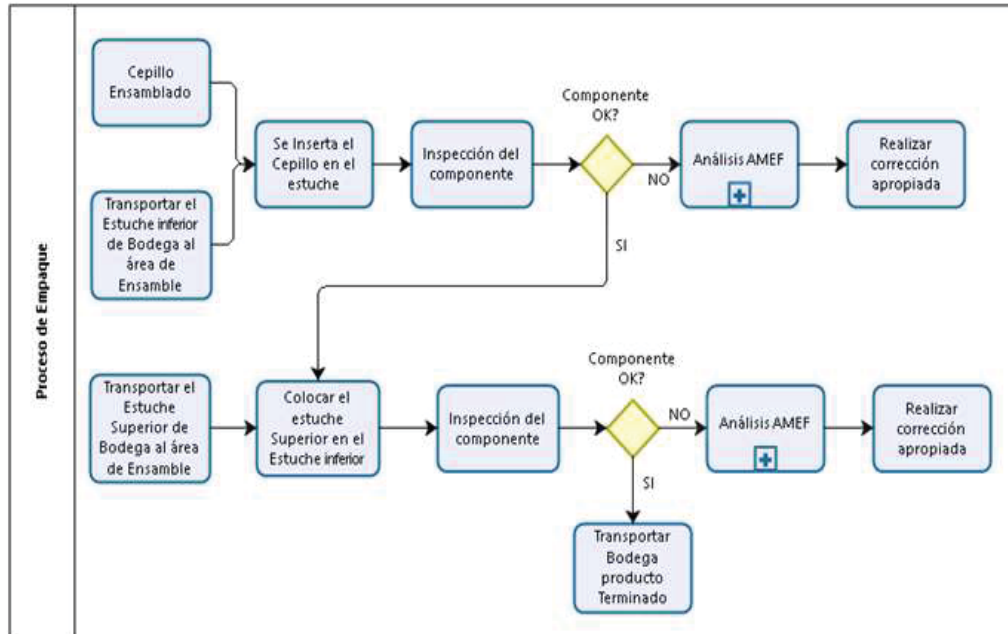 Proceso de Empaque
Cepillo
Ensamblado
Transportar el
Estuche inferior
de Bodega al
área de
Ensamble
Se Inserta el
Cepillo en el
estuche
Inspección del
componente
Componente
OK?
NO
SI
Análisis AMEF
Realizar
corrección
apropiada
Transportar el
Estuche
Superior de
Bodega al área
de Ensamble
Colocar el
estuche
Superior en el
Estuche inferior
Inspección del
componente
Componente
OK?
NO
SI
Análisis AMEF
Realizar
corrección
apropiada
Transportar
Bodega
producto
Terminado